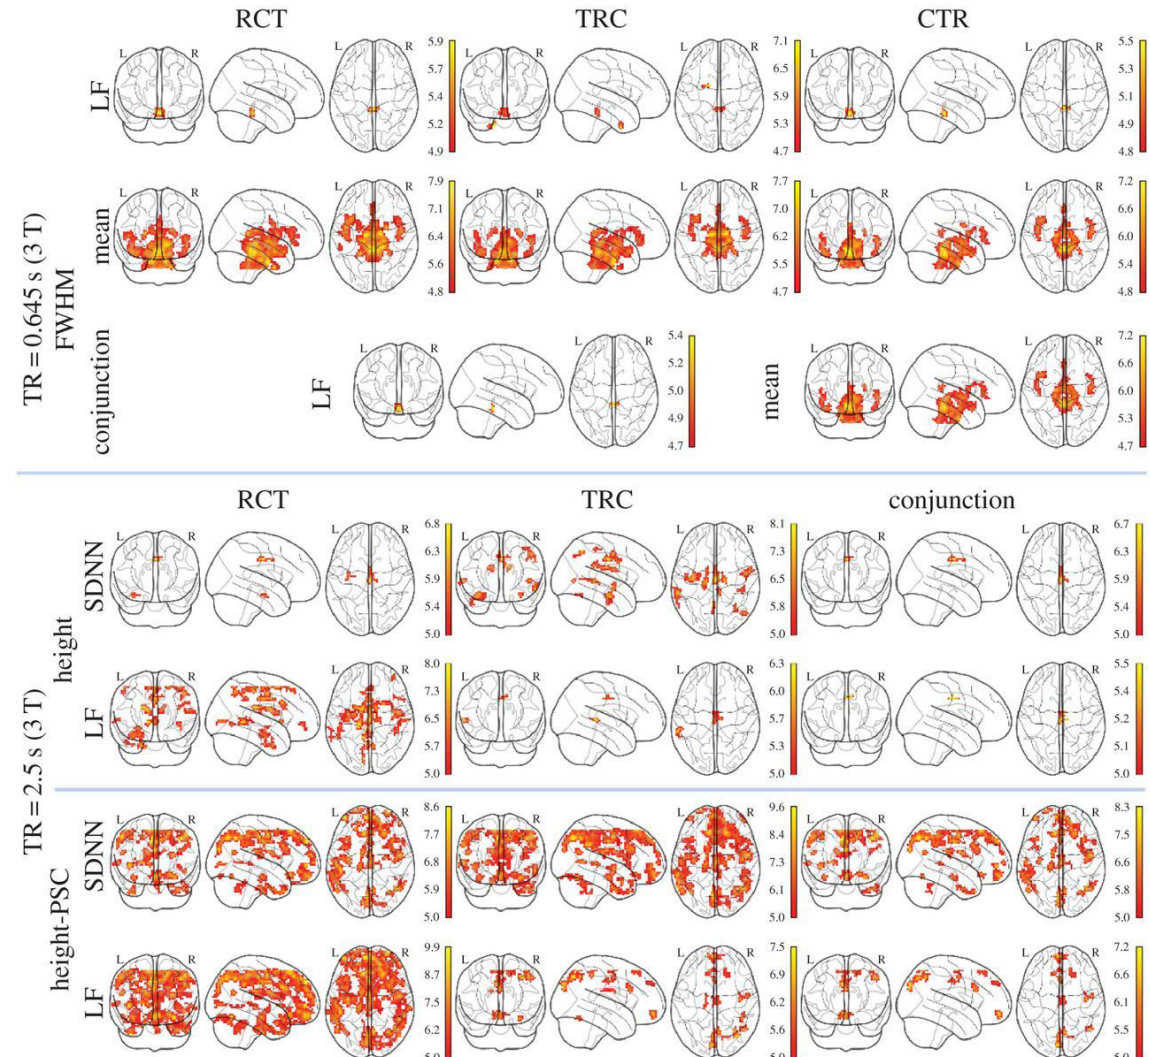 RCT TRC CTR
LF L R 5.9 5.7 5.4 5.2 4.9 L R 7.1 6.5 5.9 5.3 4.7 L R 5.5 5.3 5.1 4.9 4.8
mean L R 7.9 7.1 6.4 5.6 4.8 L R 7.7 7.0 6.2 5.5 4.7 L R 7.2 6.6 6.0 5.4 4.7
TR = 0.645 s (3 T)
FWHM
conjunction
LF L R 5.4 5.2 5.0 4.9 4.7
mean L R 7.2 6.6 6.0 5.3 4.7
RCT TRC conjunction
TR = 2.5 s (3 T)
height
SDNN L R 6.8 6.3 5.9 5.4 5.0 L R 8.1 7.3 6.5 5.8 5.0 L R 6.7 6.3 5.9 5.4 5.0
LF L R 8.0 7.3 6.5 5.7 5.0 L R 6.3 6.0 5.7 5.3 5.0 L R 5.5 5.4 5.2 5.1 5.0
height-PSC
SDNN L R 8.6 7.7 6.8 5.9 5.0 L R 9.6 8.4 7.3 6.1 5.0 L R 8.3 7.5 6.6 5.8 5.0
LF L R 9.9 8.7 7.5 6.2 5.0 L R 7.5 6.9 6.2 5.6 5.0 L R 7.2 6.6 6.1 5.5 5.0